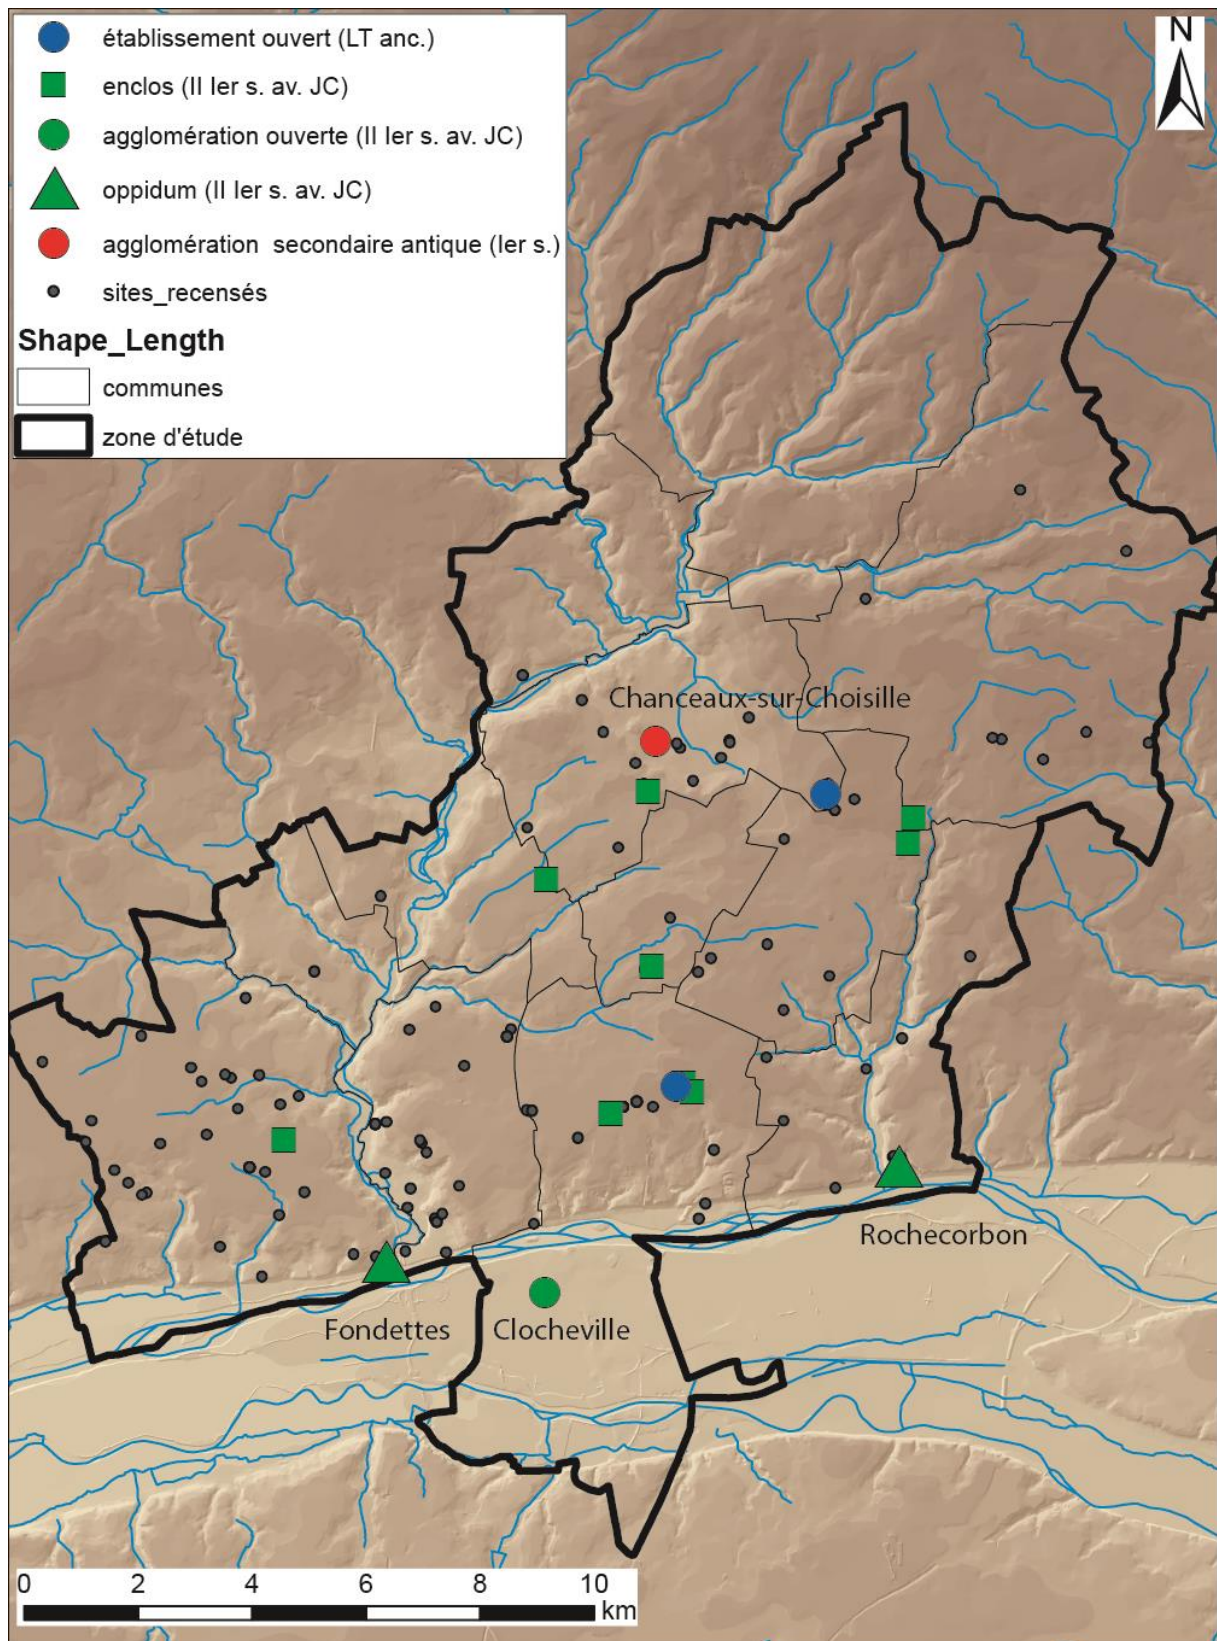 établissement ouvert (LT anc.)
enclos (II Ier s. av. JC)
agglomération ouverte (II Ier s. av. JC)
oppidum (II Ier s. av. JC)
agglomération  secondaire antique (Ier s.)
sites_recensés
Shape_Length
communes
zone d'étude
N
Chanceaux-sur-Choisille
Rochecorbon
Fondettes
Clocheville
0 2 4 6 8 10
km